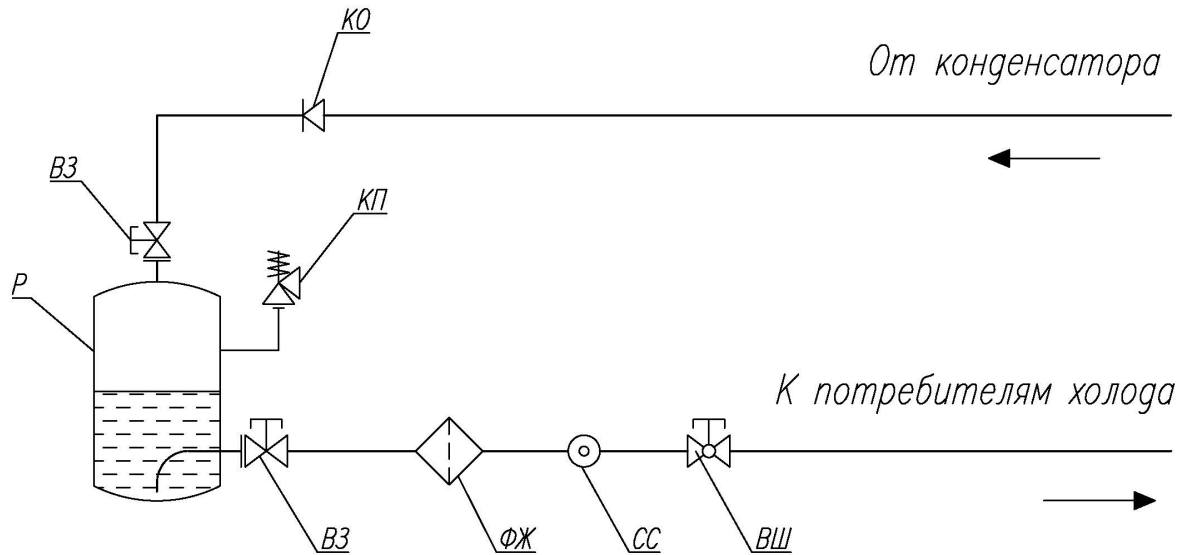 КО
От конденсатора
ВЗ
КП
Р
К потребителям холода
ВЗ
ФЖ
СС
ВШ